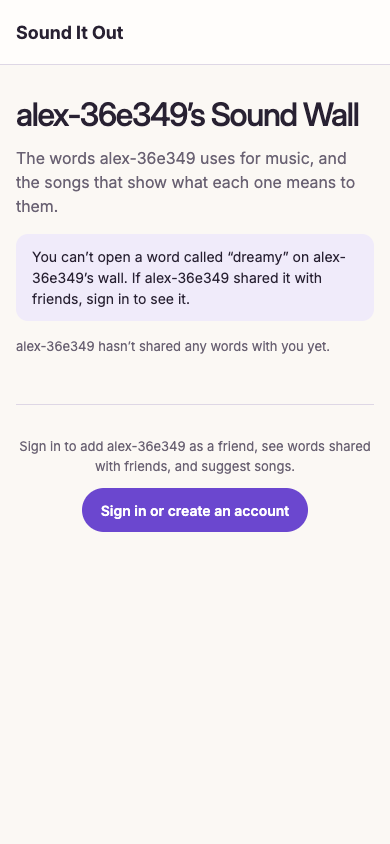 Sound It Out
alex-36e349’s Sound Wall
The words alex-36e349 uses for music, and
the songs that show what each one means to
them.
You can’t open a word called “dreamy” on alex-
36e349’s wall. If alex-36e349 shared it with
friends, sign in to see it.
alex-36e349 hasn’t shared any words with you yet.
Sign in to add alex-36e349 as a friend, see words shared
with friends, and suggest songs.
Sign in or create an account